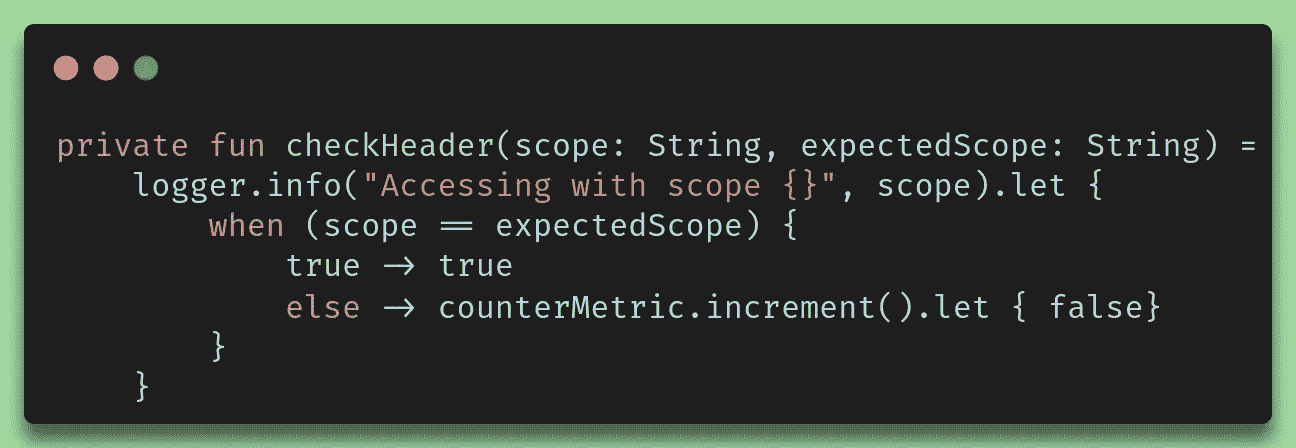 private fun checkHeader(scope: String, expectedScope: String) =
    logger.info("Accessing with scope {}", scope).let {
        when (scope == expectedScope) {
            true -> true
            else -> counterMetric.increment().let { false}
        }
    }